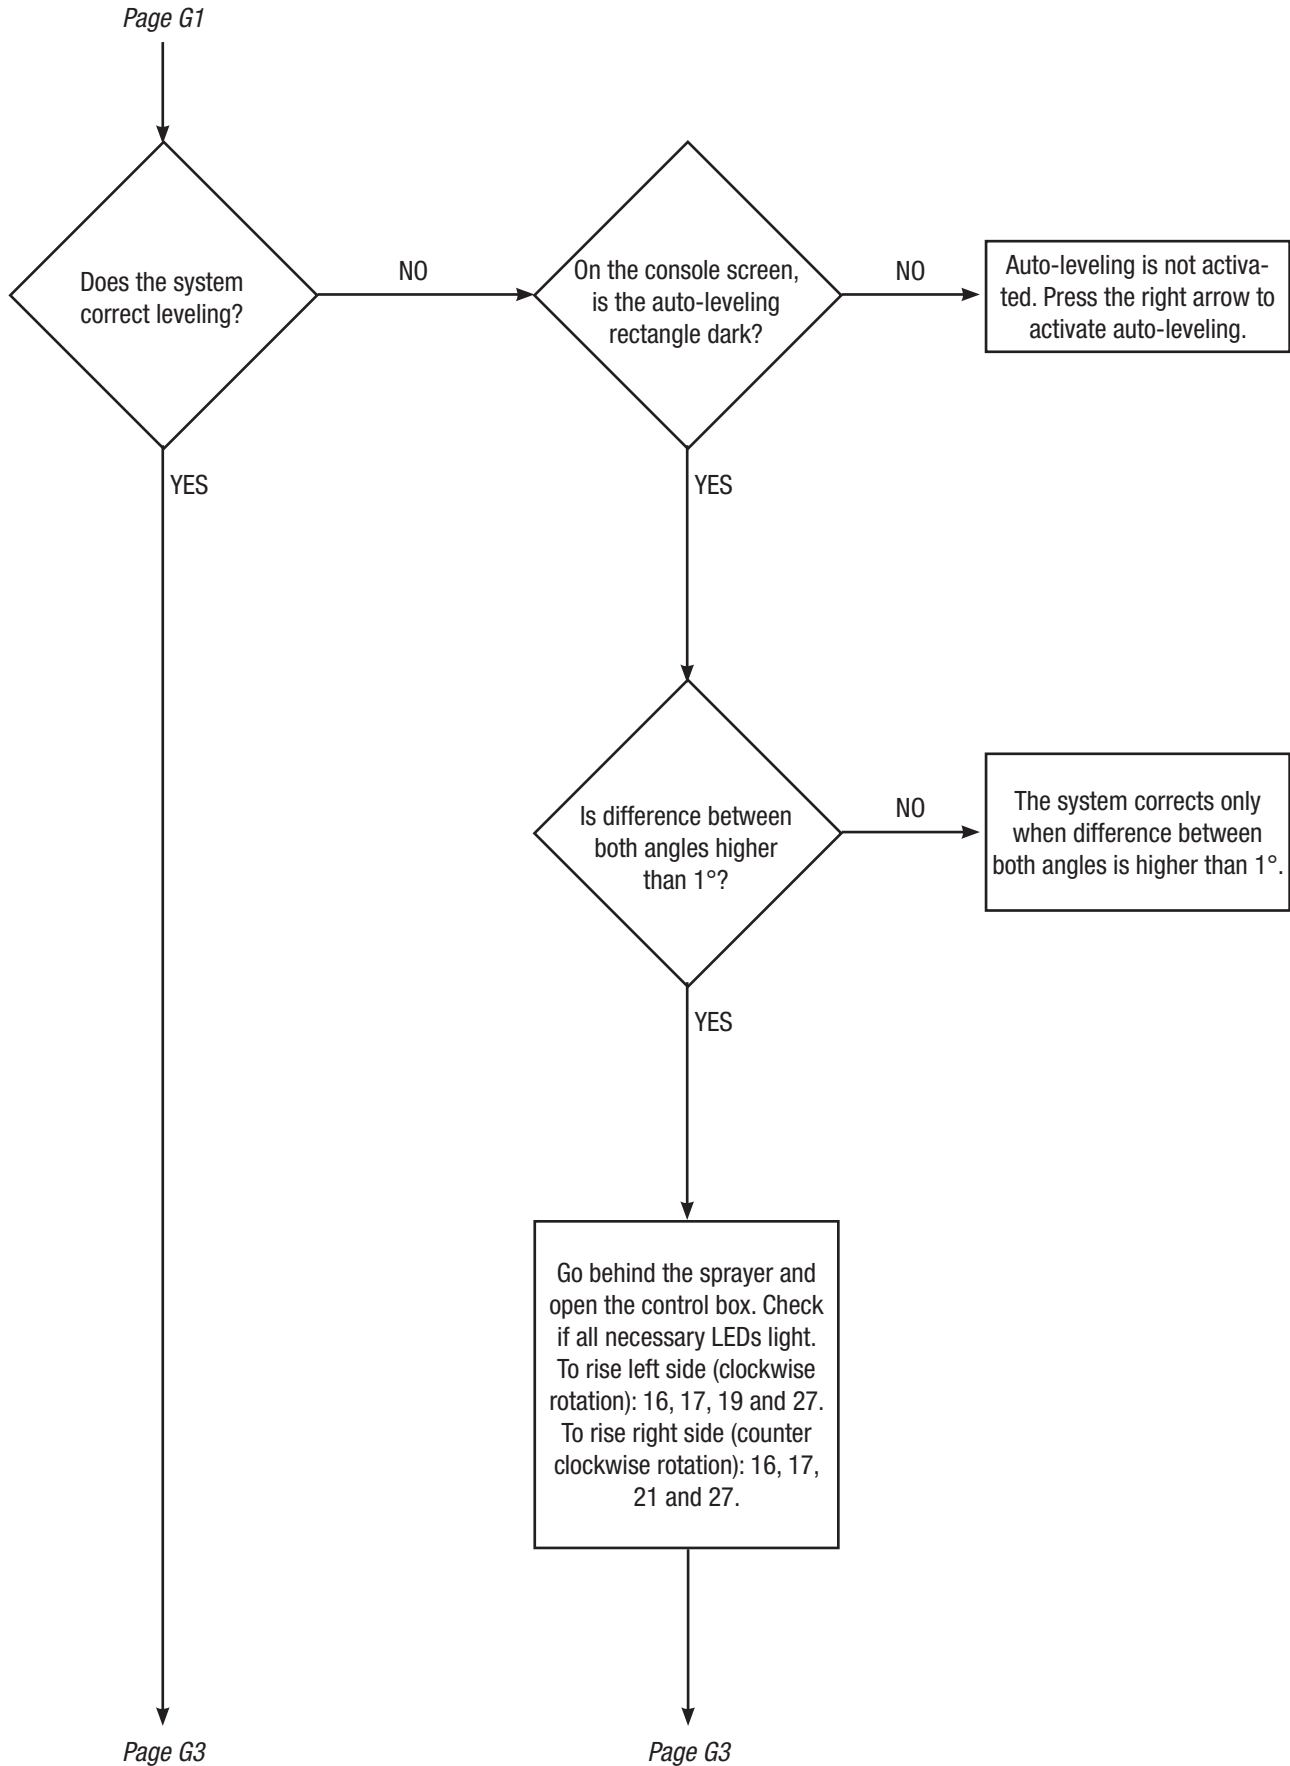 Page G1
Does the system
correct leveling?
NO
On the console screen,
is the auto-leveling
rectangle dark?
NO
Auto-leveling is not activa-
ted. Press the right arrow to
activate auto-leveling.
YES
YES
Is difference between
both angles higher
than 1°?
NO
The system corrects only
when difference between
both angles is higher than 1°.
YES
Go behind the sprayer and
open the control box. Check
if all necessary LEDs light.
To rise left side (clockwise
rotation): 16, 17, 19 and 27.
To rise right side (counter
clockwise rotation): 16, 17,
21 and 27.
Page G3
Page G3